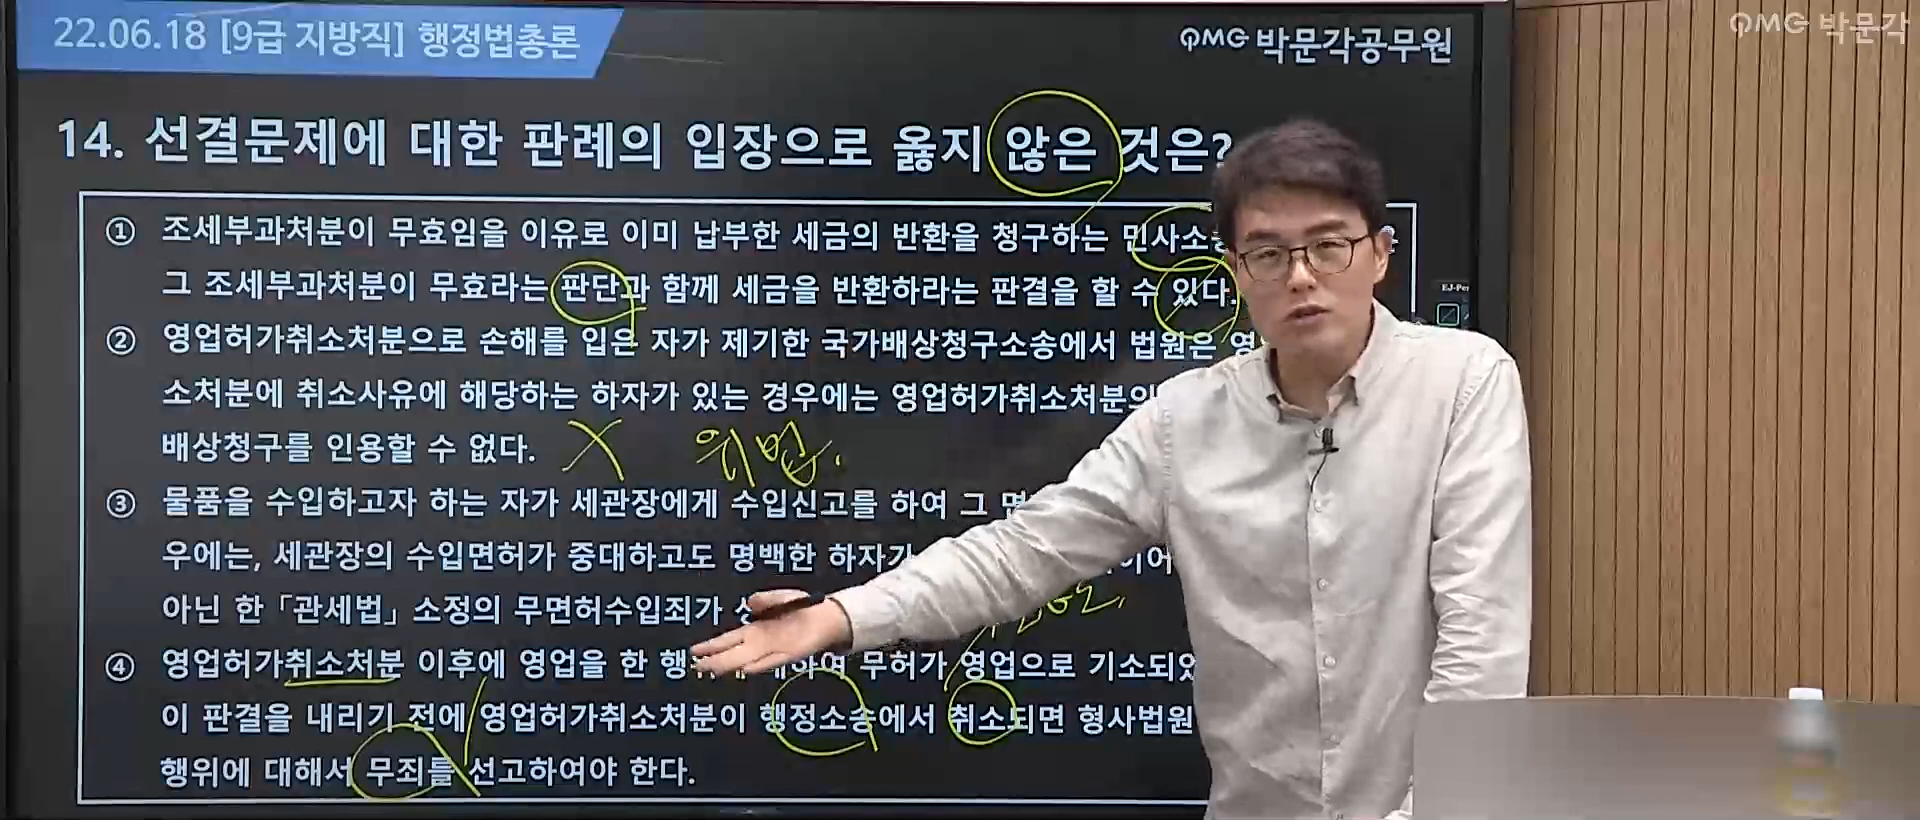 22.06.18 [9급 지방직] 행정법총론
PMG 박문각공무원
PMG 박문각
14. 선결문제에 대한 판례의 입장으로 옳지 않은 것은?
① 조세부과처분이 무효임을 이유로 이미 납부한 세금의 반환을 청구하는 민사소
그 조세부과처분이 무효라는 판단과 함께 세금을 반환하라는 판결을 할 수 있다.
② 영업허가취소처분으로 손해를 입은 자가 제기한 국가배상청구소송에서 법원은 영
소처분에 취소사유에 해당하는 하자가 있는 경우에는 영업허가취소처분의
배상청구를 인용할 수 없다. X 위법.
③ 물품을 수입하고자 하는 자가 세관장에게 수입신고를 하여 그 면
우에는, 세관장의 수입면허가 중대하고도 명백한 하자가 이어
아닌 한 「관세법」 소정의 무면허수입죄가 성
④ 영업허가취소처분 이후에 영업을 한 행위에 대하여 무허가 영업으로 기소되었
이 판결을 내리기 전에 영업허가취소처분이 행정소송에서 취소되면 형사법원
행위에 대해서 무죄를 선고하여야 한다.